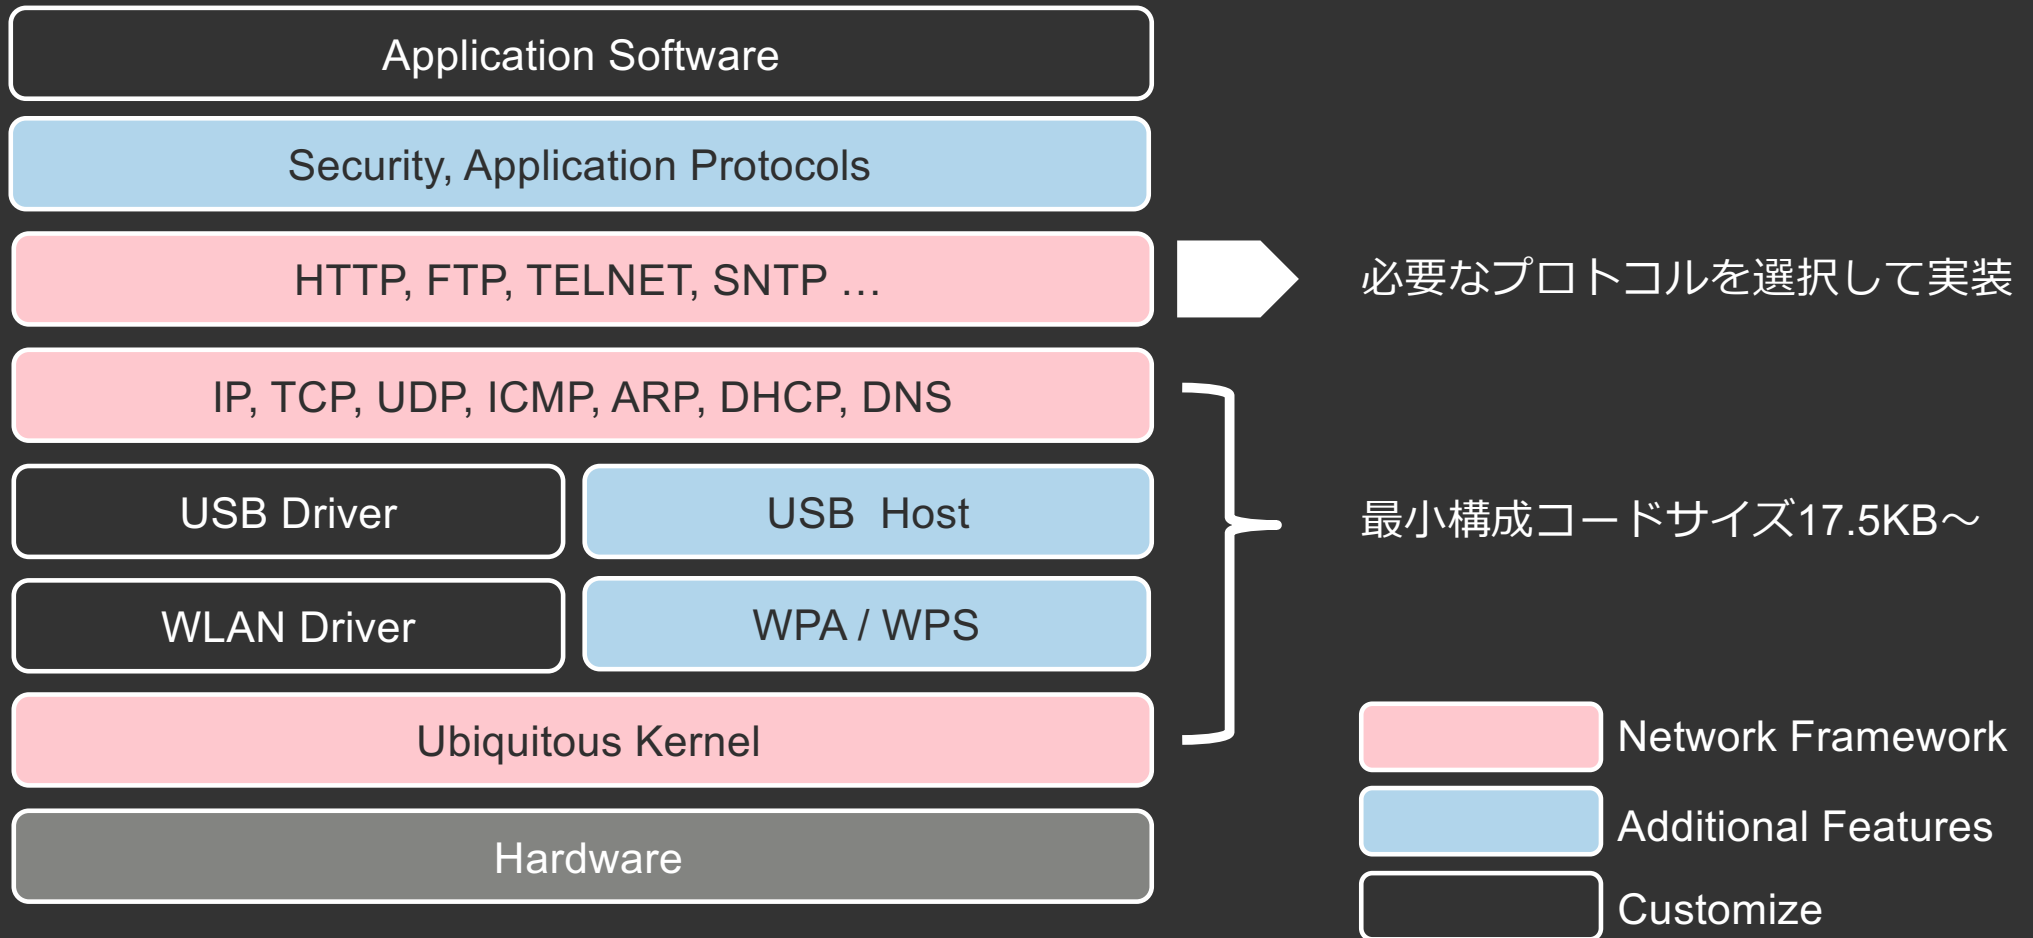 Application Software
Security, Application Protocols
HTTP, FTP, TELNET, SNTP …
必要なプロトコルを選択して実装
IP, TCP, UDP, ICMP, ARP, DHCP, DNS
USB Driver
USB Host
最小構成コードサイズ17.5KB～
WLAN Driver
WPA / WPS
Ubiquitous Kernel
Hardware
Network Framework
Additional Features
Customize